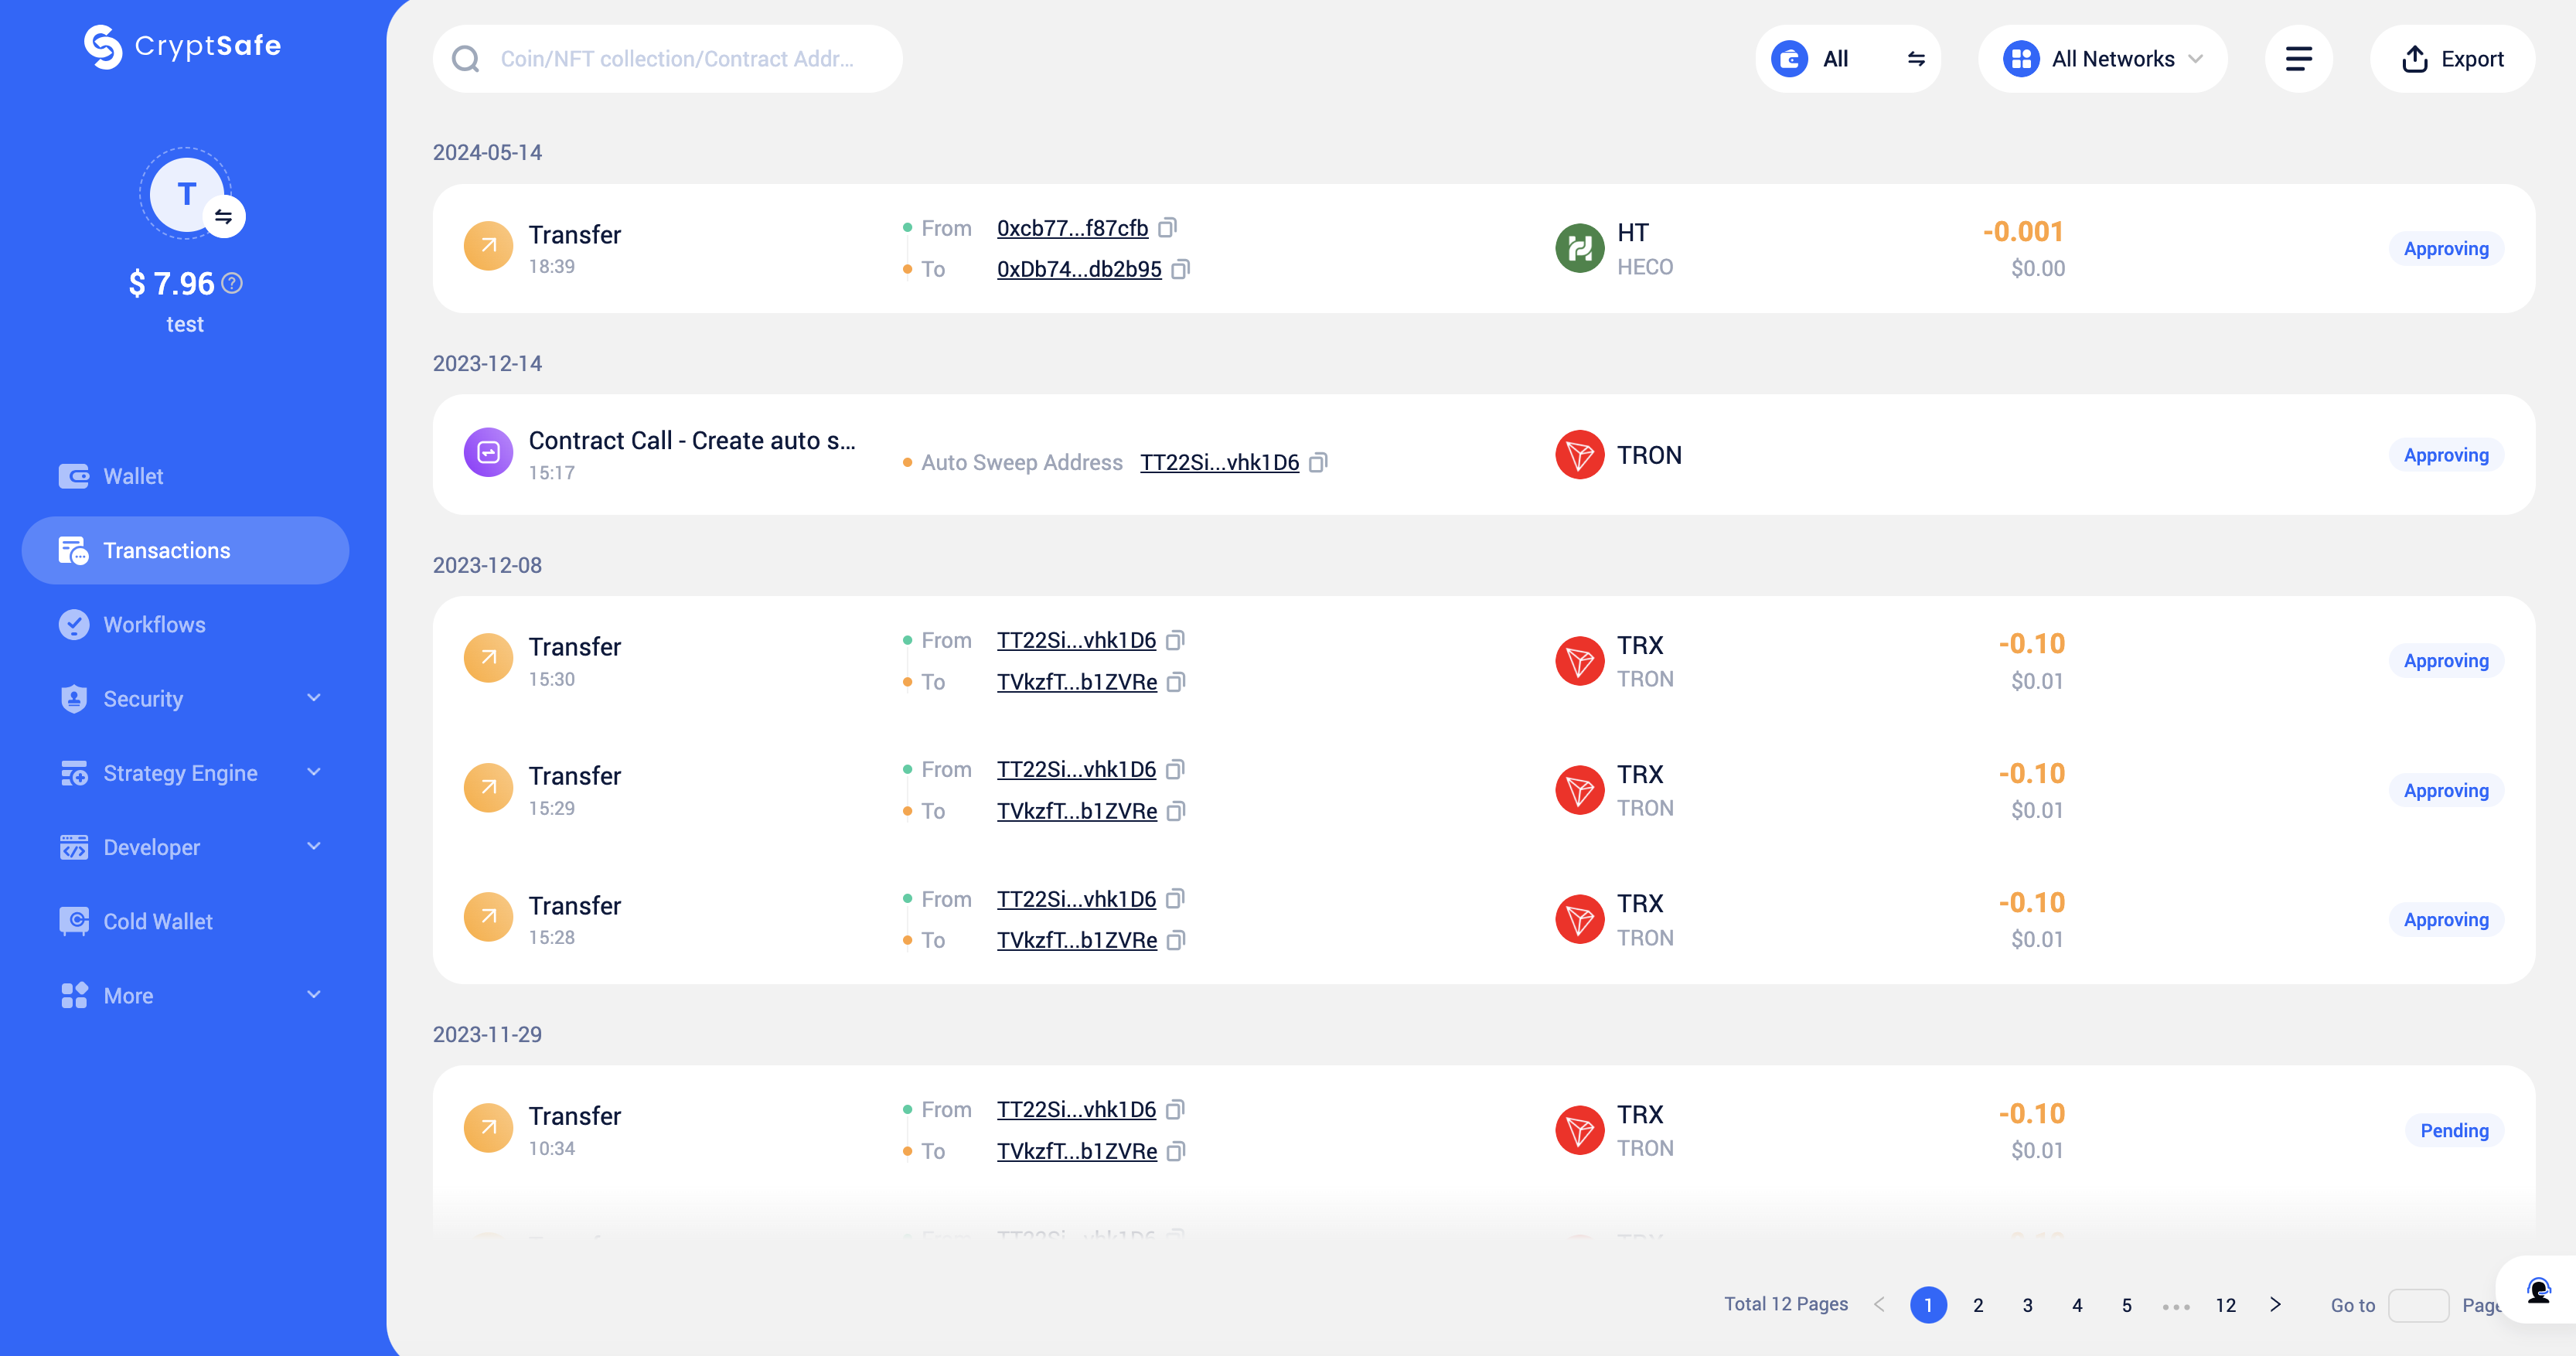 CryptSafe
T
$ 7.96
test
Wallet
Transactions
Workflows
Security
Strategy Engine
Developer
Cold Wallet
More
Coin/NFT collection/Contract Addr...
All
All Networks
Export
2024-05-14
Transfer
18:39
From 0xcb77...f87cfb
To 0xDb74...db2b95
HT
HECO
-0.001
$0.00
Approving
2023-12-14
Contract Call - Create auto s...
15:17
Auto Sweep Address TT22Si...vhk1D6
TRON
Approving
2023-12-08
Transfer
15:30
From TT22Si...vhk1D6
To TVkzfT...b1ZVRe
TRX
TRON
-0.10
$0.01
Approving
Transfer
15:29
From TT22Si...vhk1D6
To TVkzfT...b1ZVRe
TRX
TRON
-0.10
$0.01
Approving
Transfer
15:28
From TT22Si...vhk1D6
To TVkzfT...b1ZVRe
TRX
TRON
-0.10
$0.01
Approving
2023-11-29
Transfer
10:34
From TT22Si...vhk1D6
To TVkzfT...b1ZVRe
TRX
TRON
-0.10
$0.01
Pending
Total 12 Pages < 1 2 3 4 5 ••• 12 > Go to Page